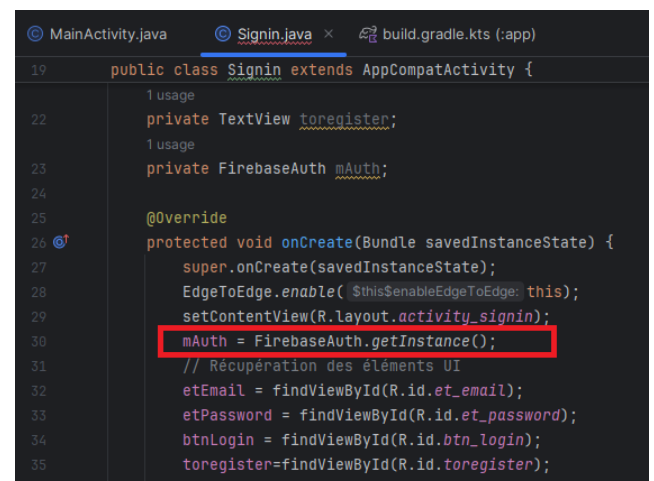 MainActivity.java Signin.java × build.gradle.kts (:app)
19 public class Signin extends AppCompatActivity {
1 usage
22 private TextView toregister;
1 usage
23 private FirebaseAuth mAuth;
24
25 @Override
26 protected void onCreate(Bundle savedInstanceState) {
27 super.onCreate(savedInstanceState);
28 EdgeToEdge.enable( $this$enableEdgeToEdge: this);
29 setContentView(R.layout.activity_signin);
30 mAuth = FirebaseAuth.getInstance();
31 // Récupération des éléments UI
32 etEmail = findViewById(R.id.et_email);
33 etPassword = findViewById(R.id.et_password);
34 btnLogin = findViewById(R.id.btn_login);
35 toregister=findViewById(R.id.toregister);